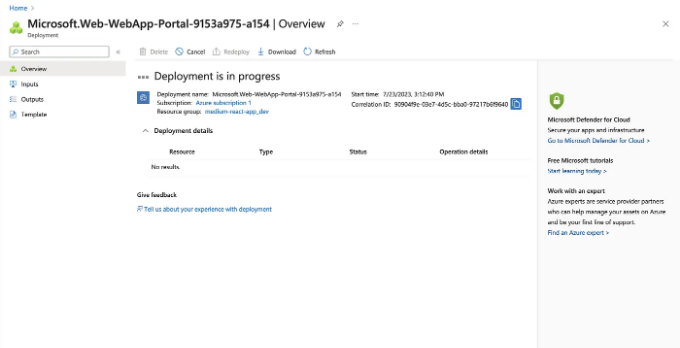 Home >
Microsoft.Web-WebApp-Portal-9153a975-a154 | Overview
Deployment
Search
Delete Cancel Redeploy Download Refresh
Overview
Inputs
Outputs
Template
Deployment is in progress
Deployment name: Microsoft.Web-WebApp-Portal-9153a975-a154
Subscription: Azure subscription 1
Resource group: medium-react-app_dev
Start time: 7/23/2023, 3:12:40 PM
Correlation ID: 90904f9e-03e7-4d5c-bba0-97217b6f9640
Deployment details
Resource Type Status Operation details
No results.
Give feedback
Tell us about your experience with deployment
Microsoft Defender for Cloud
Secure your apps and infrastructure
Go to Microsoft Defender for Cloud >
Free Microsoft tutorials
Start learning today >
Work with an expert
Azure experts are service provider partners
who can help manage your assets on Azure
and be your first line of support.
Find an Azure expert >